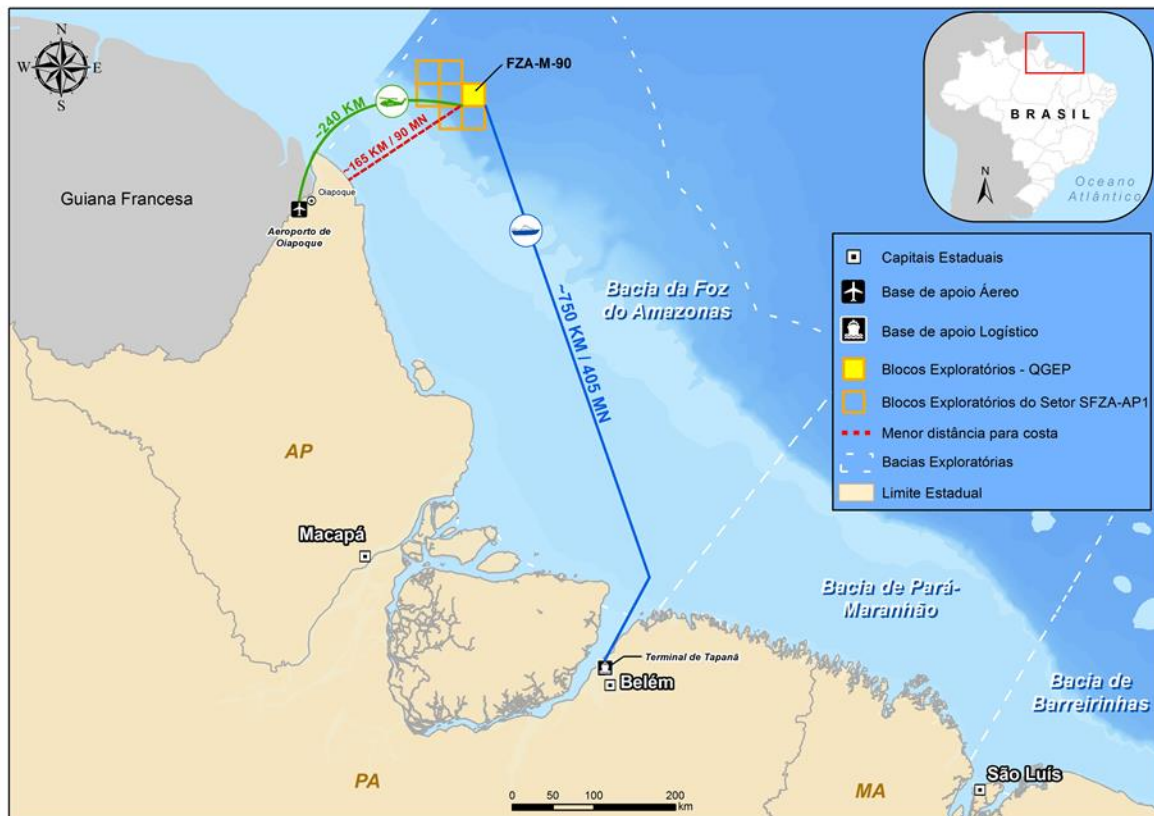 N
W
E
S
FZA-M-90
~240 KM
~165 KM / 90 MN
Guiana Francesa
Oiapoque
Aeroporto de
Oiapoque
~750 KM / 405 MN
Bacia da Foz
do Amazonas
AP
Macapá
Bacia de Pará-
Maranhão
Terminal de Tapanã
Belém
Bacia de
Barreirinhas
São Luís
PA
MA
0
50
100
200
km
BRASIL
N
Oceano
Atlântico
Capitais Estaduais
Base de apoio Áereo
Base de apoio Logístico
Blocos Exploratórios - QGEP
Blocos Exploratórios do Setor SFZA-AP1
Menor distância para costa
Bacias Exploratórias
Limite Estadual